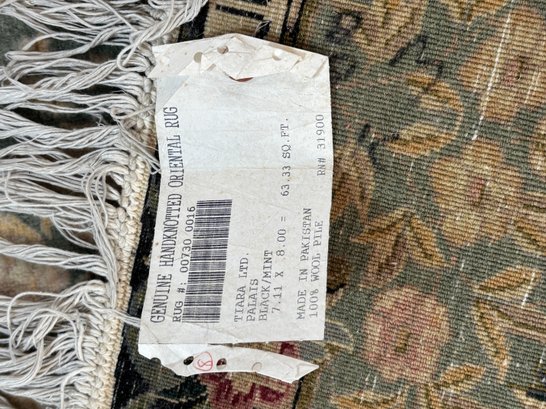 GENUINE HANDKNOTTED ORIENTAL RUG
RUG #: 00730 0016
TIARA LTD.
PALAIS
BLACK/MINT
7.11 X 8.00 = 63.33 SQ.FT.
MADE IN PAKISTAN
100% WOOL PILE RN# 31900